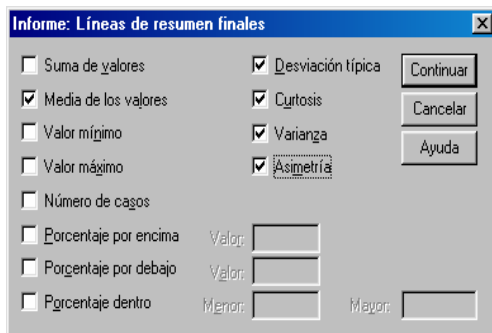 Informe: Líneas de resumen finales
Suma de valores
Desviación típica
Continuar
Media de los valores
Curtosis
Cancelar
Valor mínimo
Varianza
Ayuda
Valor máximo
Asimetría
Número de casos
Porcentaje por encima
Valor:
Porcentaje por debajo
Valor:
Porcentaje dentro
Menor:
Mayor: